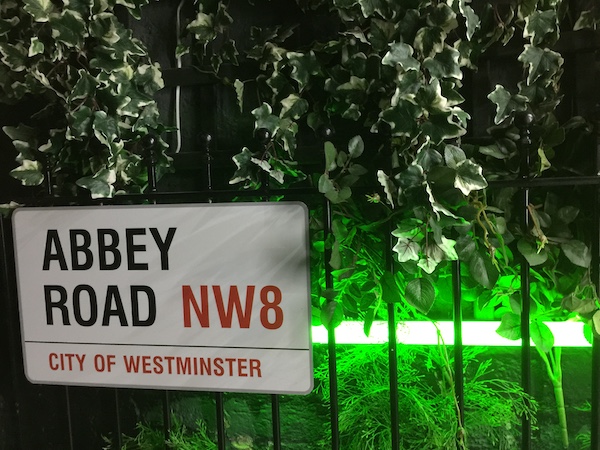 ABBEY
ROAD NW8
CITY OF WESTMINSTER